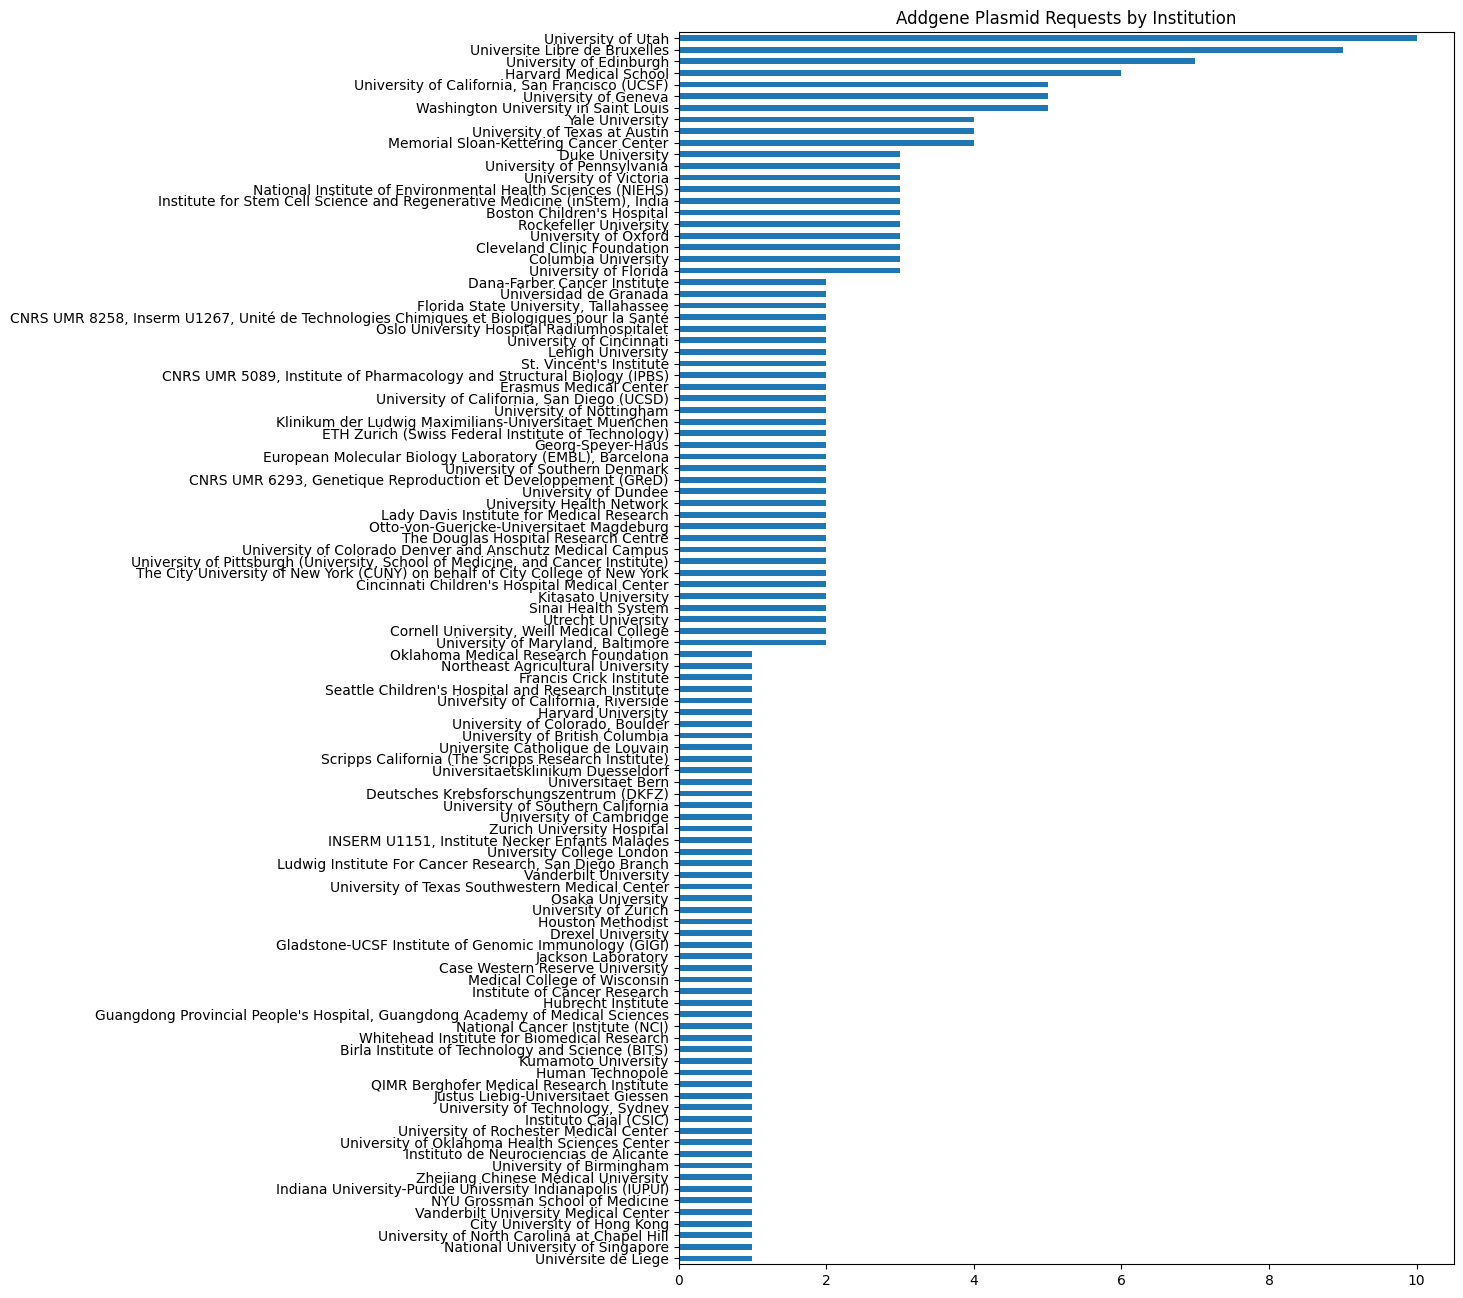 Addgene Plasmid Requests by Institution
University of Utah
Universite Libre de Bruxelles
University of Edinburgh
Harvard Medical School
University of California, San Francisco (UCSF)
University of Geneva
Washington University in Saint Louis
Yale University
University of Texas at Austin
Memorial Sloan-Kettering Cancer Center
Duke University
University of Pennsylvania
University of Victoria
National Institute of Environmental Health Sciences (NIEHS)
Institute for Stem Cell Science and Regenerative Medicine (inStem), India
Boston Children's Hospital
Rockefeller University
University of Oxford
Cleveland Clinic Foundation
Columbia University
University of Florida
Dana-Farber Cancer Institute
Universidad de Granada
Florida State University, Tallahassee
CNRS UMR 8258, Inserm U1267, Unité de Technologies Chimiques et Biologiques pour la Santé
Oslo University Hospital Radiumhospitalet
University of Cincinnati
Lehigh University
St. Vincent's Institute
CNRS UMR 5089, Institute of Pharmacology and Structural Biology (IPBS)
Erasmus Medical Center
University of California, San Diego (UCSD)
University of Nottingham
Klinikum der Ludwig Maximilians-Universitaet Muenchen
ETH Zurich (Swiss Federal Institute of Technology)
Georg-Speyer-Haus
European Molecular Biology Laboratory (EMBL), Barcelona
University of Southern Denmark
CNRS UMR 6293, Genetique Reproduction et Developpement (GReD)
University of Dundee
University Health Network
Lady Davis Institute for Medical Research
Otto-von-Guericke-Universitaet Magdeburg
The Douglas Hospital Research Centre
University of Colorado Denver and Anschutz Medical Campus
University of Pittsburgh (University, School of Medicine, and Cancer Institute)
The City University of New York (CUNY) on behalf of City College of New York
Cincinnati Children's Hospital Medical Center
Kitasato University
Sinai Health System
Utrecht University
Cornell University, Weill Medical College
University of Maryland, Baltimore
Oklahoma Medical Research Foundation
Northeast Agricultural University
Francis Crick Institute
Seattle Children's Hospital and Research Institute
University of California, Riverside
Harvard University
University of Colorado, Boulder
University of British Columbia
Universite Catholique de Louvain
Scripps California (The Scripps Research Institute)
Universitaetsklinikum Duesseldorf
Universitaet Bern
Deutsches Krebsforschungszentrum (DKFZ)
University of Southern California
University of Cambridge
Zurich University Hospital
INSERM U1151, Institute Necker Enfants Malades
University College London
Ludwig Institute For Cancer Research, San Diego Branch
Vanderbilt University
University of Texas Southwestern Medical Center
Osaka University
University of Zurich
Houston Methodist
Drexel University
Gladstone-UCSF Institute of Genomic Immunology (GIGI)
Jackson Laboratory
Case Western Reserve University
Medical College of Wisconsin
Institute of Cancer Research
Hubrecht Institute
Guangdong Provincial People's Hospital, Guangdong Academy of Medical Sciences
National Cancer Institute (NCI)
Whitehead Institute for Biomedical Research
Birla Institute of Technology and Science (BITS)
Kumamoto University
Human Technopole
QIMR Berghofer Medical Research Institute
Justus Liebig-Universitaet Giessen
University of Technology, Sydney
Instituto Cajal (CSIC)
University of Rochester Medical Center
University of Oklahoma Health Sciences Center
Instituto de Neurociencias de Alicante
University of Birmingham
Zhejiang Chinese Medical University
Indiana University-Purdue University Indianapolis (IUPUI)
NYU Grossman School of Medicine
Vanderbilt University Medical Center
City University of Hong Kong
University of North Carolina at Chapel Hill
National University of Singapore
Universite de Liege
0 2 4 6 8 10